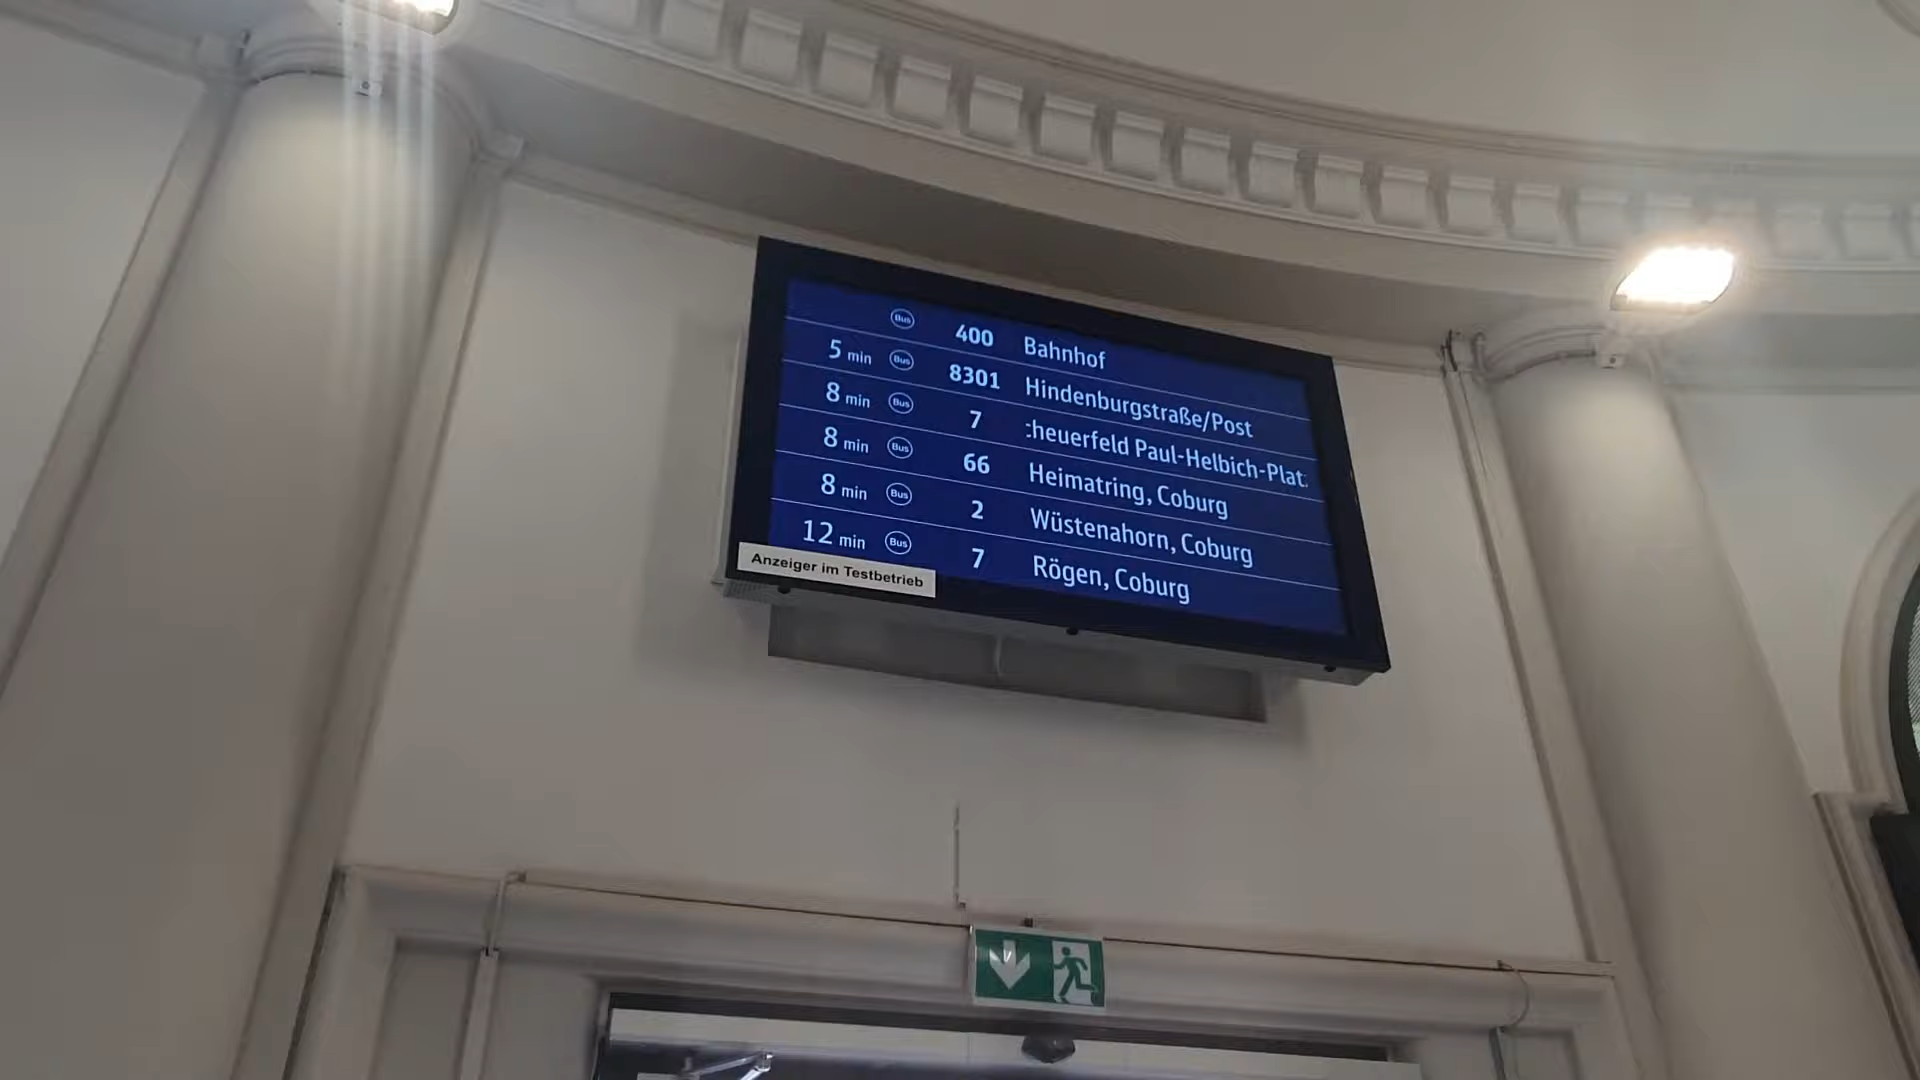 Bus 400 Bahnhof
5 min Bus 8301 Hindenburgstraße/Post
8 min Bus 7 cheuerfeld Paul-Helbich-Plat
8 min Bus 66 Heimatring, Coburg
8 min Bus 2 Wüstenahorn, Coburg
12 min Bus 7 Rögen, Coburg
Anzeiger im Testbetrieb